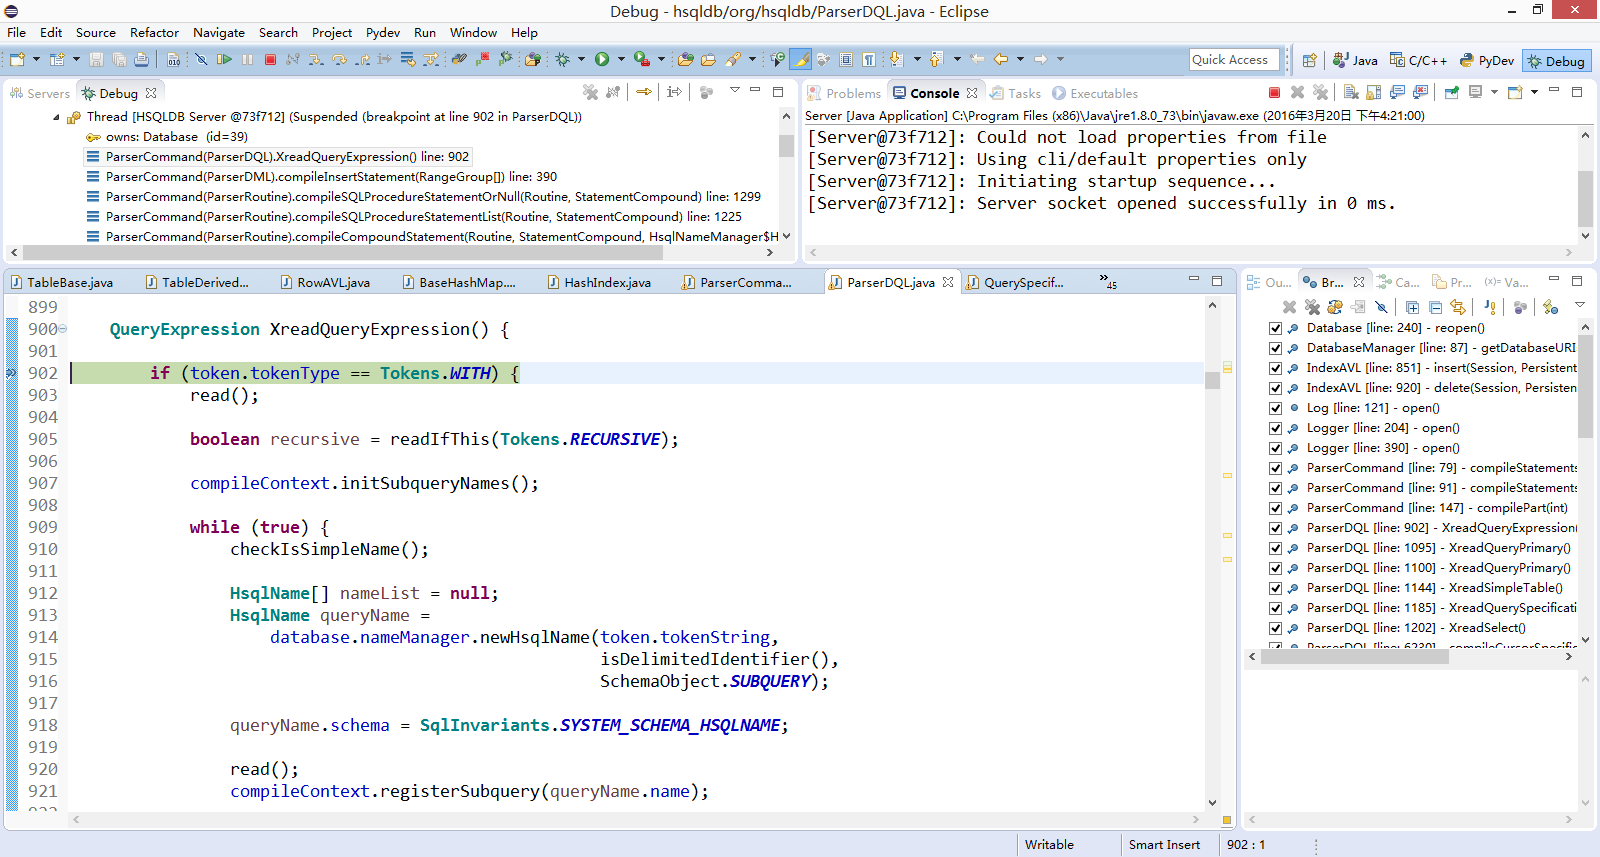 Debug - hsqldb/org/hsqldb/ParserDQL.java - Eclipse
File Edit Source Refactor Navigate Search Project Pydev Run Window Help
Quick Access Java C/C++ PyDev Debug
Servers Debug
Thread [HSQLDB Server @73f712] (Suspended (breakpoint at line 902 in ParserDQL))
owns: Database (id=39)
ParserCommand(ParserDQL).XreadQueryExpression() line: 902
ParserCommand(ParserDML).compileInsertStatement(RangeGroup[]) line: 390
ParserCommand(ParserRoutine).compileSQLProcedureStatementOrNull(Routine, StatementCompound) line: 1299
ParserCommand(ParserRoutine).compileSQLProcedureStatementList(Routine, StatementCompound) line: 1225
ParserCommand(ParserRoutine).compileCompoundStatement(Routine, StatementCompound, HsqlNameManager$H
Problems Console Tasks Executables
Server [Java Application] C:\Program Files (x86)\Java\jre1.8.0_73\bin\javaw.exe (2016年3月20日 下午4:21:00)
[Server@73f712]: Could not load properties from file
[Server@73f712]: Using cli/default properties only
[Server@73f712]: Initiating startup sequence...
[Server@73f712]: Server socket opened successfully in 0 ms.
TableBase.java TableDerived... RowAVL.java BaseHashMap.... HashIndex.java ParserComma... ParserDQL.java QuerySpecif... »45
899
900 QueryExpression XreadQueryExpression() {
901
902 if (token.tokenType == Tokens.WITH) {
903 read();
904
905 boolean recursive = readIfThis(Tokens.RECURSIVE);
906
907 compileContext.initSubqueryNames();
908
909 while (true) {
910 checkIsSimpleName();
911
912 HsqlName[] nameList = null;
913 HsqlName queryName =
914 database.nameManager.newHsqlName(token.tokenString,
915 isDelimitedIdentifier(),
916 SchemaObject.SUBQUERY);
917
918 queryName.schema = SqlInvariants.SYSTEM_SCHEMA_HSQLNAME;
919
920 read();
921 compileContext.registerSubquery(queryName.name);
Ou... Br... Ca... Pr... (x)= Va...
Database [line: 240] - reopen()
DatabaseManager [line: 87] - getDatabaseURI
IndexAVL [line: 851] - insert(Session, Persistent
IndexAVL [line: 920] - delete(Session, Persisten
Log [line: 121] - open()
Logger [line: 204] - open()
Logger [line: 390] - open()
ParserCommand [line: 79] - compileStatements
ParserCommand [line: 91] - compileStatements
ParserCommand [line: 147] - compilePart(int)
ParserDQL [line: 902] - XreadQueryExpression(
ParserDQL [line: 1095] - XreadQueryPrimary()
ParserDQL [line: 1100] - XreadQueryPrimary()
ParserDQL [line: 1144] - XreadSimpleTable()
ParserDQL [line: 1185] - XreadQuerySpecificati
ParserDQL [line: 1202] - XreadSelect()
Writable Smart Insert 902 : 1